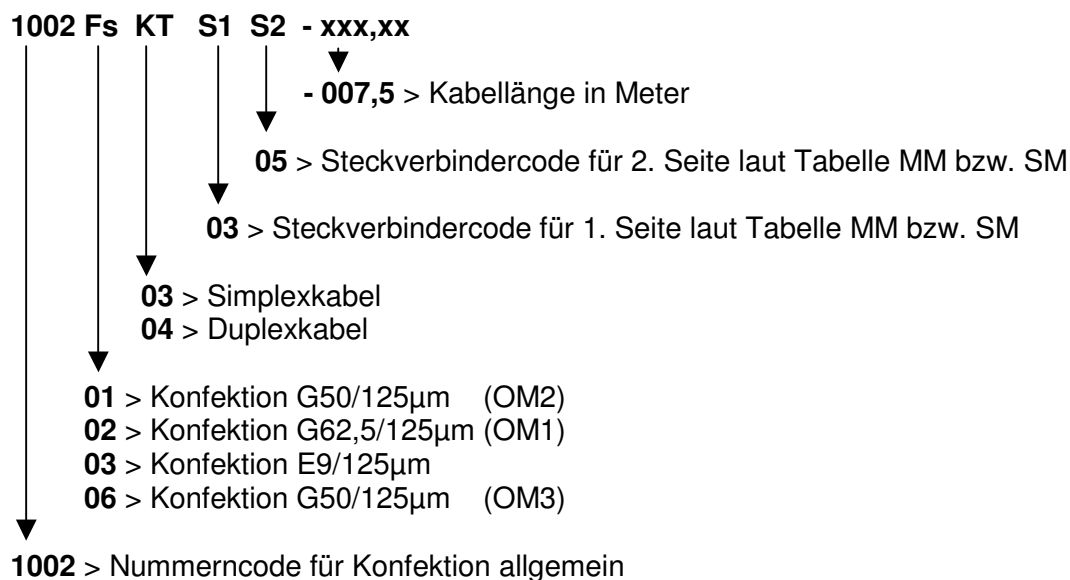 1002 Fs KT S1 S2 - xxx,xx
- 007,5 > Kabellänge in Meter
05 > Steckverbindercode für 2. Seite laut Tabelle MM bzw. SM
03 > Steckverbindercode für 1. Seite laut Tabelle MM bzw. SM
03 > Simplexkabel
04 > Duplexkabel
01 > Konfektion G50/125µm (OM2)
02 > Konfektion G62,5/125µm (OM1)
03 > Konfektion E9/125µm
06 > Konfektion G50/125µm (OM3)
1002 > Nummerncode für Konfektion allgemein